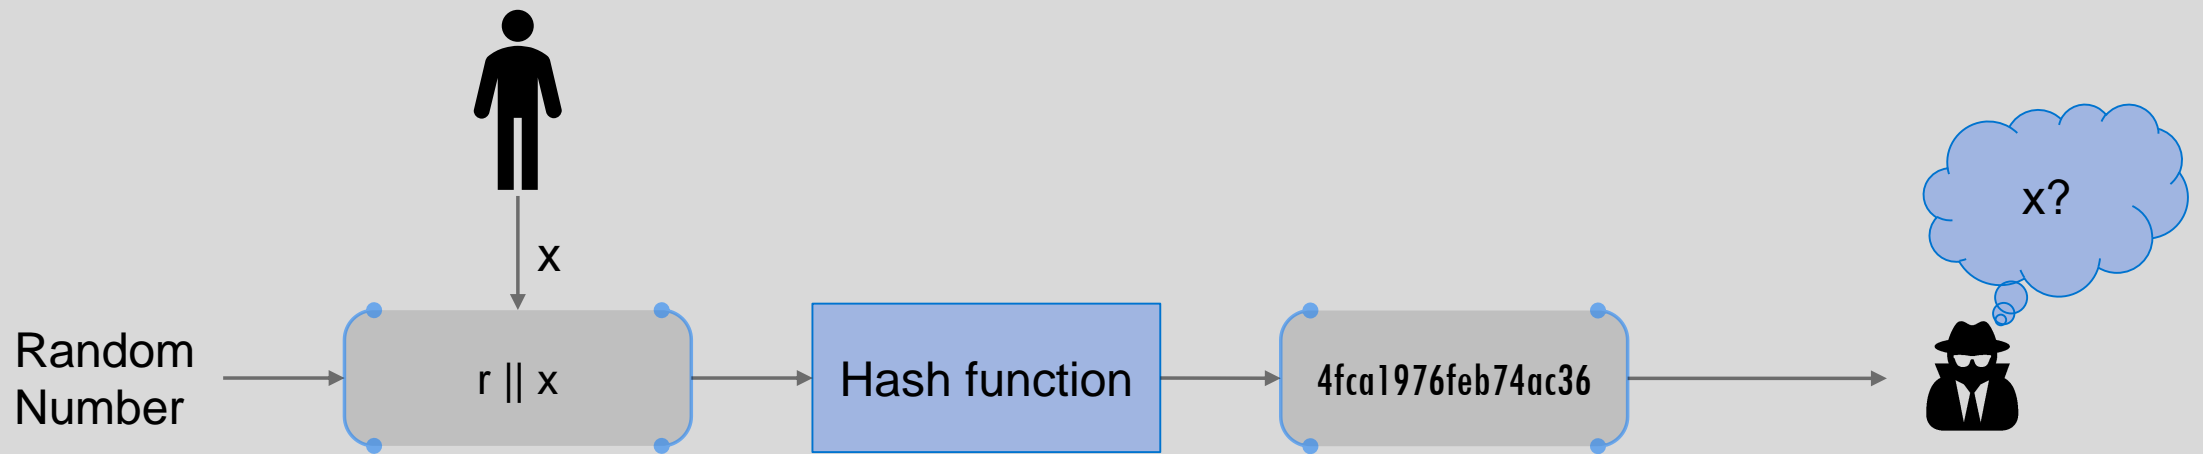 x
x?
Random
Number
r || x
Hash function
4fca1976feb74ac36